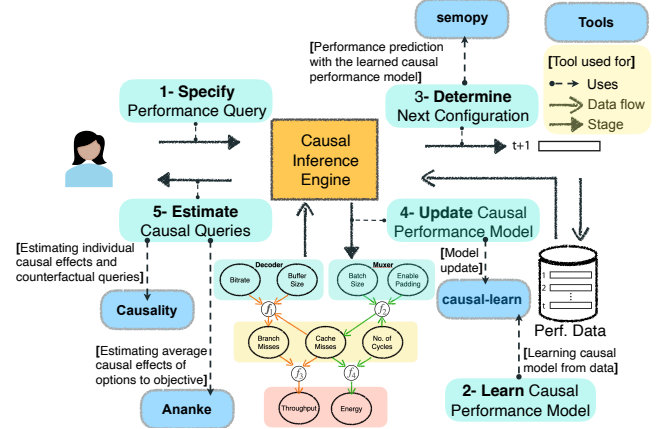 semopy
Tools
[Performance prediction
with the learned causal
performance model]
[Tool used for]
Uses
Data flow
Stage
1- Specify
Performance Query
3- Determine
Next Configuration
Causal
Inference
Engine
t+1
5- Estimate
Causal Queries
4- Update Causal
Performance Model
[Estimating individual
causal effects and
counterfactual queries]
[Model
update]
Decoder
Muxer
Bitrate
Buffer
Size
Batch
Size
Enable
Padding
1
2
t
Causality
causal-learn
f1
f2
Perf. Data
Branch
Misses
Cache
Misses
No. of
Cycles
[Estimating average
causal effects of
options to objective]
[Learning causal
model from data]
f3
f4
Ananke
Throughput
Energy
2- Learn Causal
Performance Model